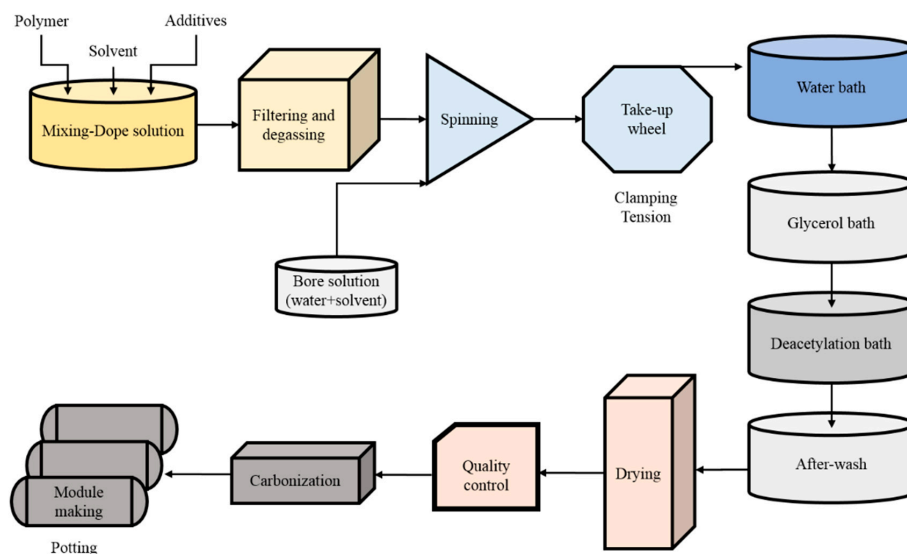 Polymer
Solvent
Additives
Mixing-Dope solution
Filtering and
degassing
Spinning
Bore solution
(water+solvent)
Take-up
wheel
Clamping
Tension
Water bath
Glycerol bath
Deacetylation bath
After-wash
Drying
Quality
control
Carbonization
Module
making
Potting